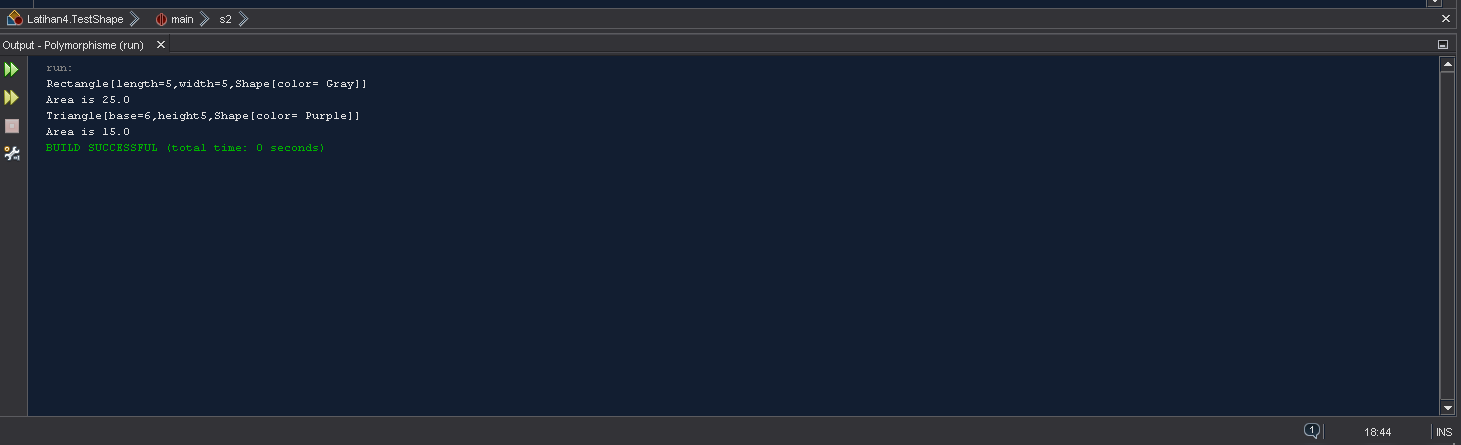 Latihan4.TestShape main s2
Output - Polymorphisme (run)
run:
Rectangle[length=5,width=5,Shape[color= Gray]]
Area is 25.0
Triangle[base=6,height5,Shape[color= Purple]]
Area is 15.0
BUILD SUCCESSFUL (total time: 0 seconds)
1 18:44 INS